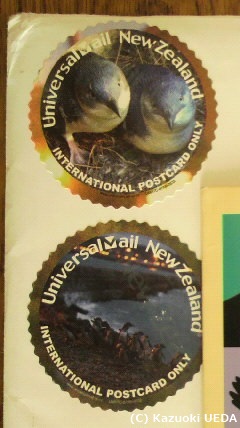 UniversalMail NewZealand
INTERNATIONAL POSTCARD ONLY
UniversalMail NewZealand
INTERNATIONAL POSTCARD ONLY
(C) Kazuoki UEDA